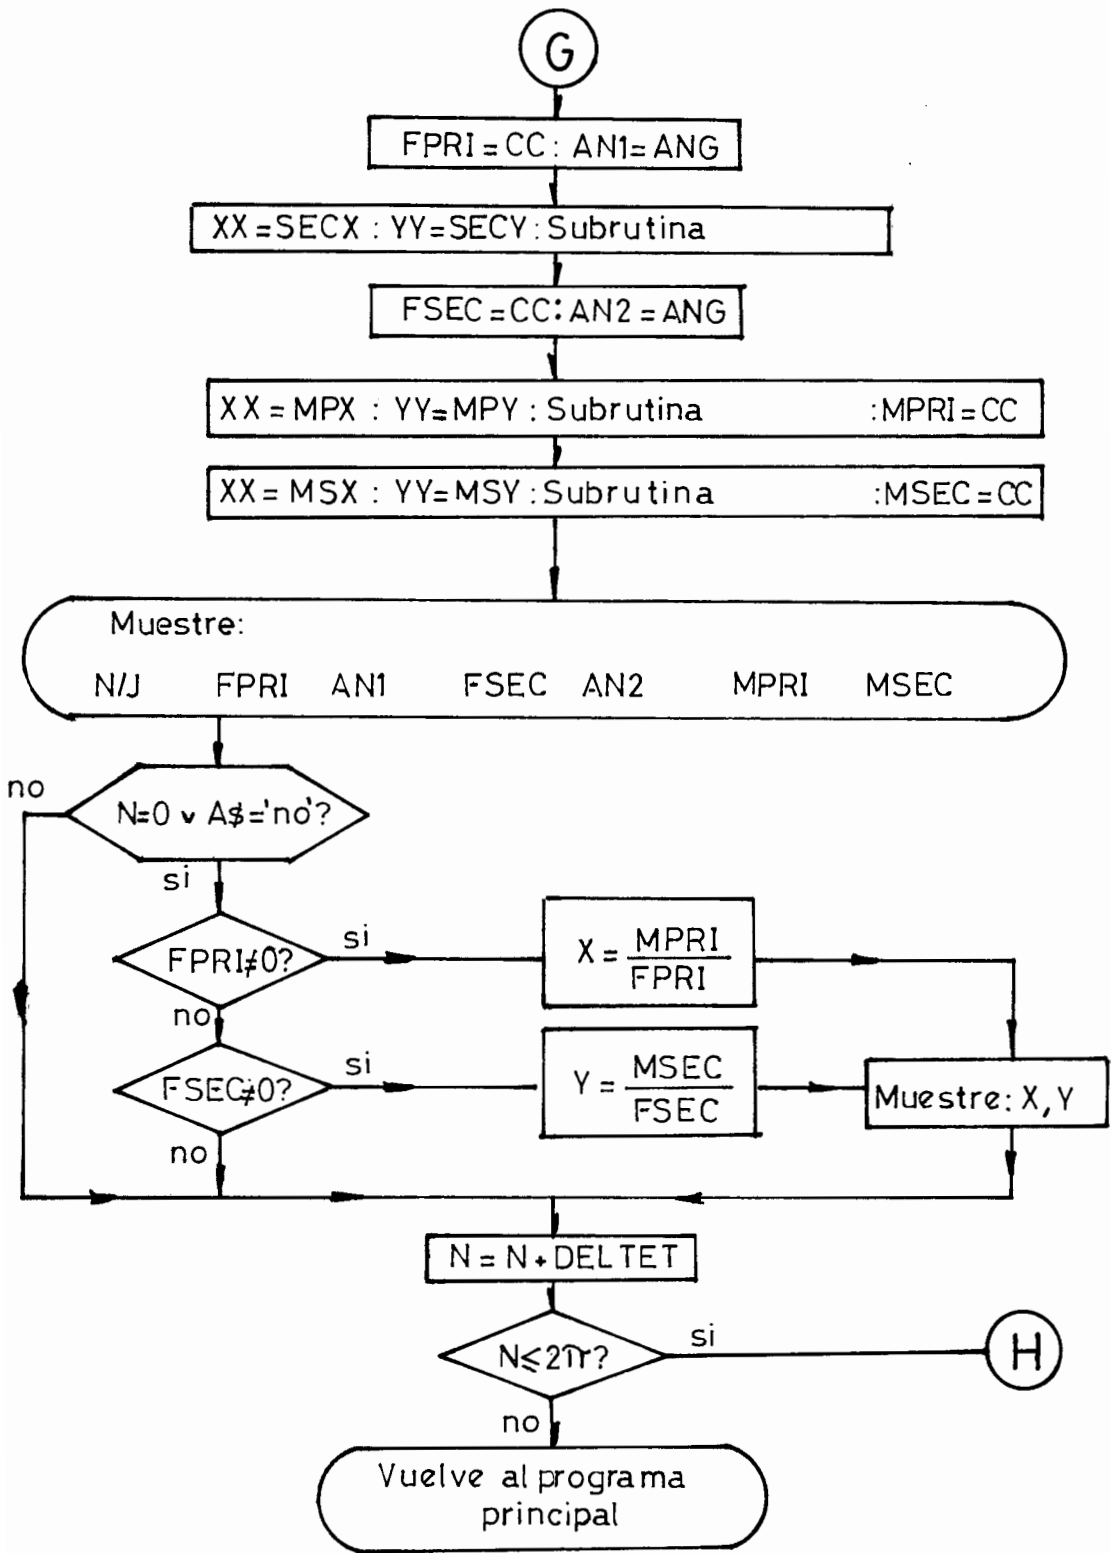 G
FPRI = CC : AN1 = ANG
XX = SECX : YY = SECY : Subrutina
FSEC = CC : AN2 = ANG
XX = MPX : YY = MPY : Subrutina :MPRI = CC
XX = MSX : YY = MSY : Subrutina :MSEC = CC
Muestre:
N/J FPRI AN1 FSEC AN2 MPRI MSEC
no
N=0 v A$='no'?
si
FPRI≠0?
si
X = MPRI
FPRI
no
FSEC≠0?
si
Y = MSEC
FSEC
Muestre: X, Y
no
N = N + DELTET
N⩽2π?
si
H
no
Vuelve al programa
principal